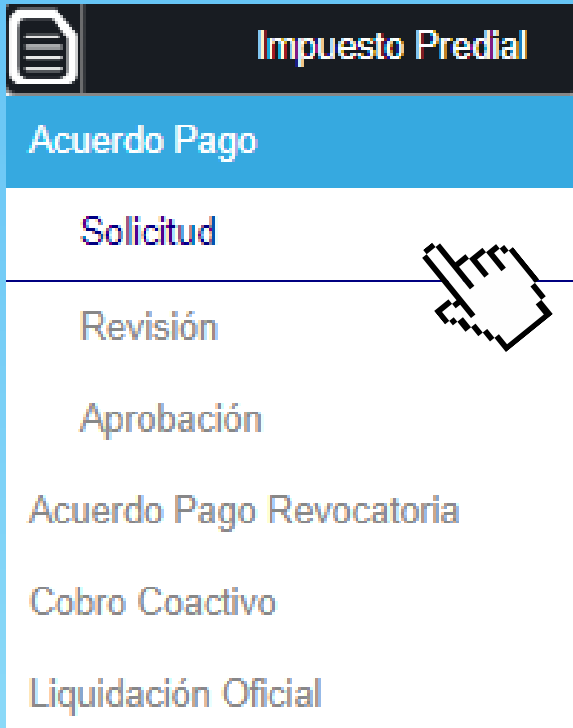 Impuesto Predial
Acuerdo Pago
Solicitud
Revisión
Aprobación
Acuerdo Pago Revocatoria
Cobro Coactivo
Liquidación Oficial